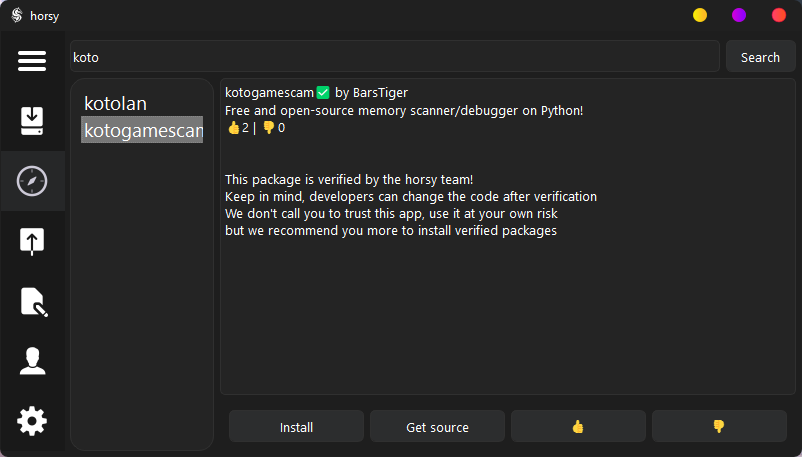 horsy
koto
Search
kotolan
kotogamescan
kotogamescam✅ by BarsTiger
Free and open-source memory scanner/debugger on Python!
👍2 | 👎0
This package is verified by the horsy team!
Keep in mind, developers can change the code after verification
We don't call you to trust this app, use it at your own risk
but we recommend you more to install verified packages
Install
Get source
👍
👎